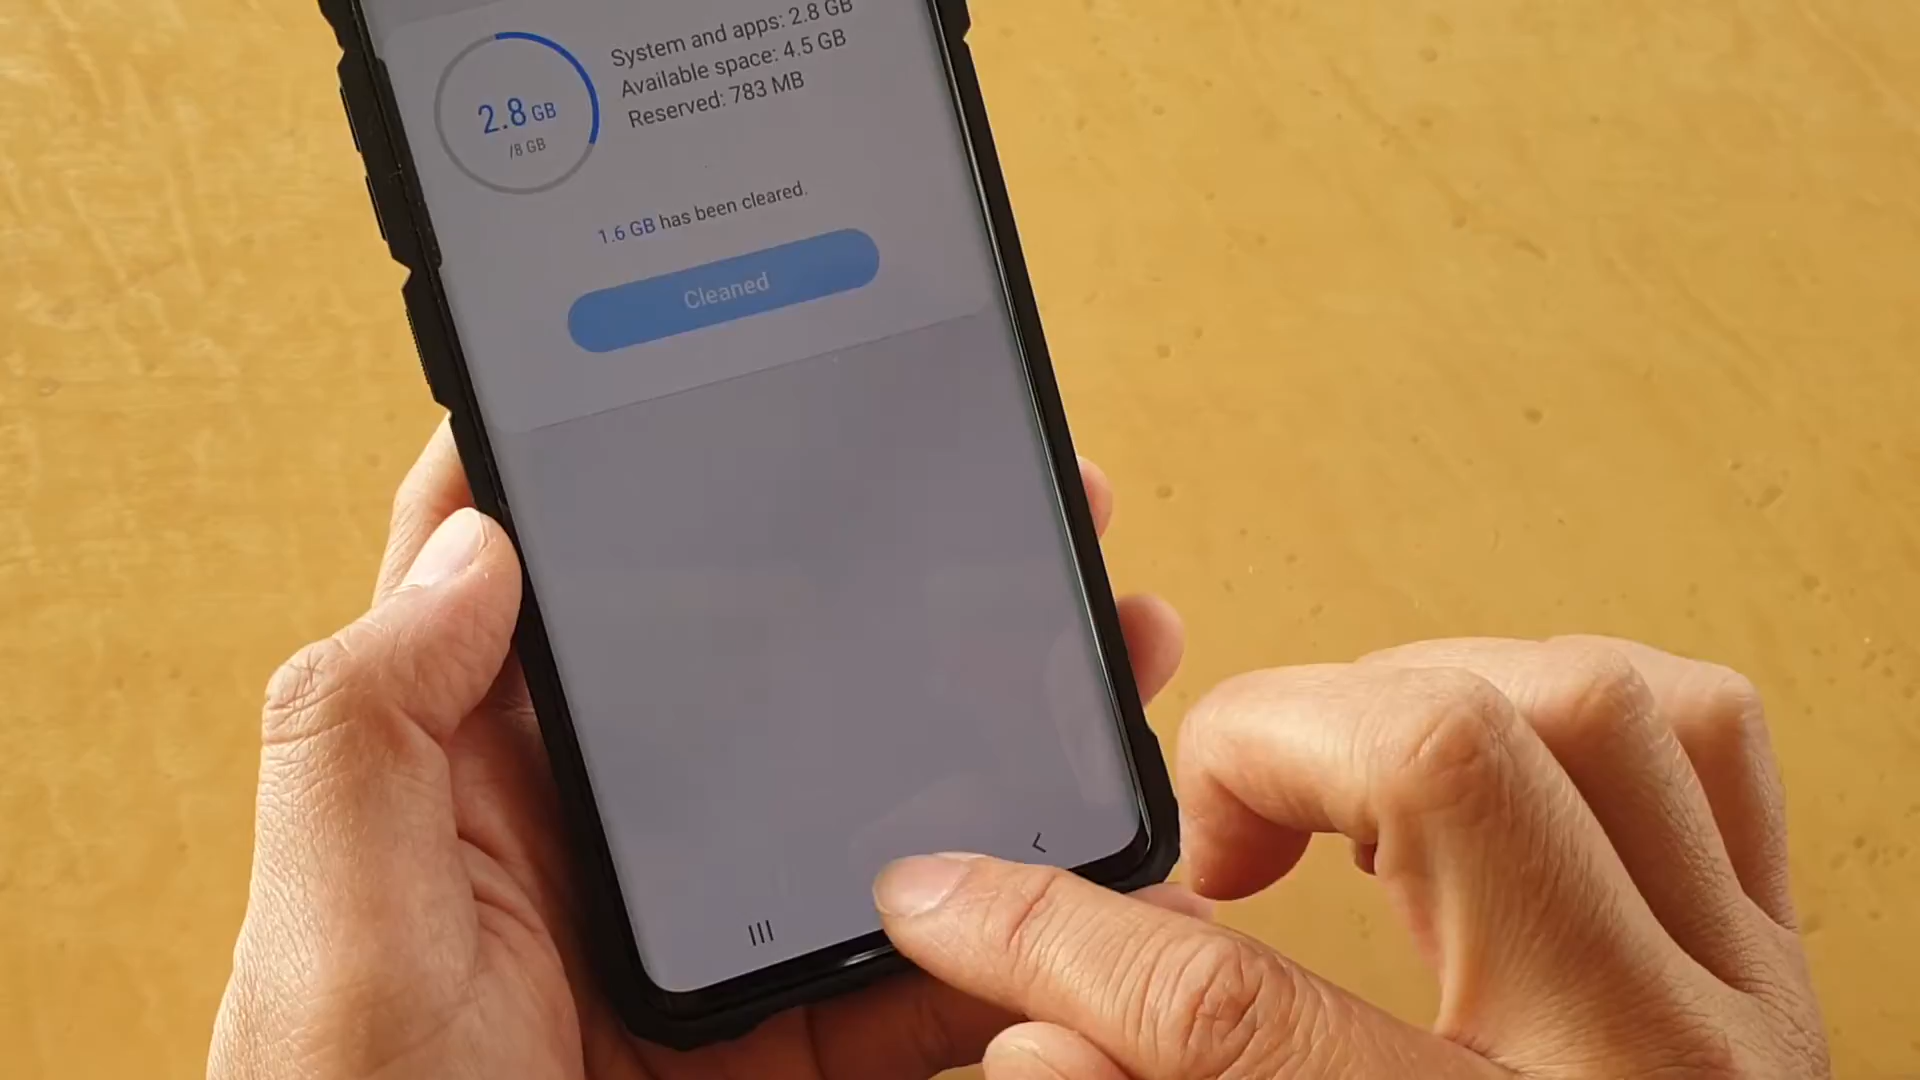 2.8 GB
/8 GB
System and apps: 2.8 GB
Available space: 4.5 GB
Reserved: 783 MB
1.6 GB has been cleared.
Cleaned